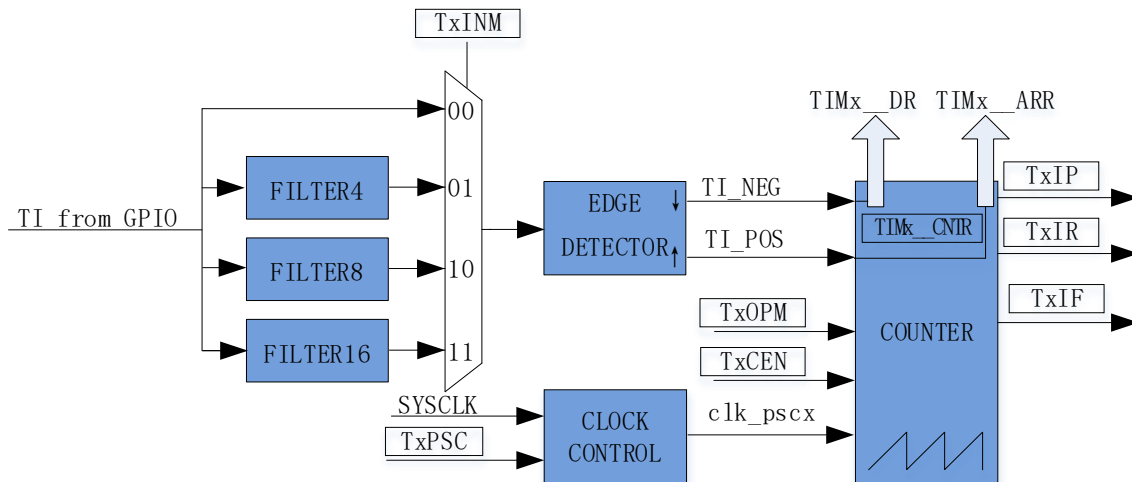 TxINM
00
TIMx__DR
TIMx__ARR
FILTER4
01
TI from GPIO
FILTER8
10
FILTER16
11
EDGE ↓
DETECTOR↑
TI_NEG
TI_POS
TIMx__CNTR
TxIP
TxIR
TxIF
TxOPM
TxCEN
COUNTER
SYSCLK
TxPSC
CLOCK
CONTROL
clk_pscx